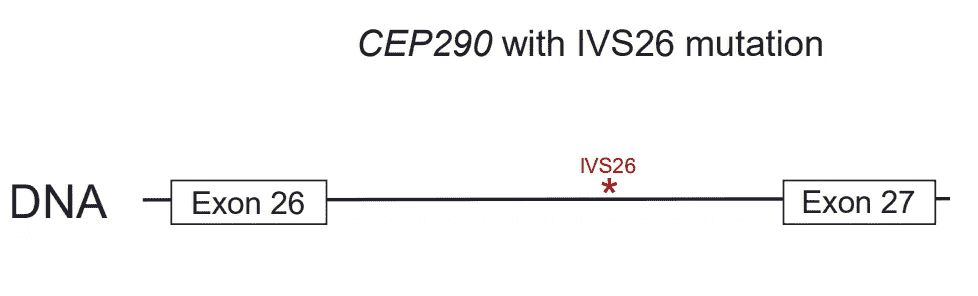 CEP290 with IVS26 mutation
IVS26
*
DNA
Exon 26
Exon 27